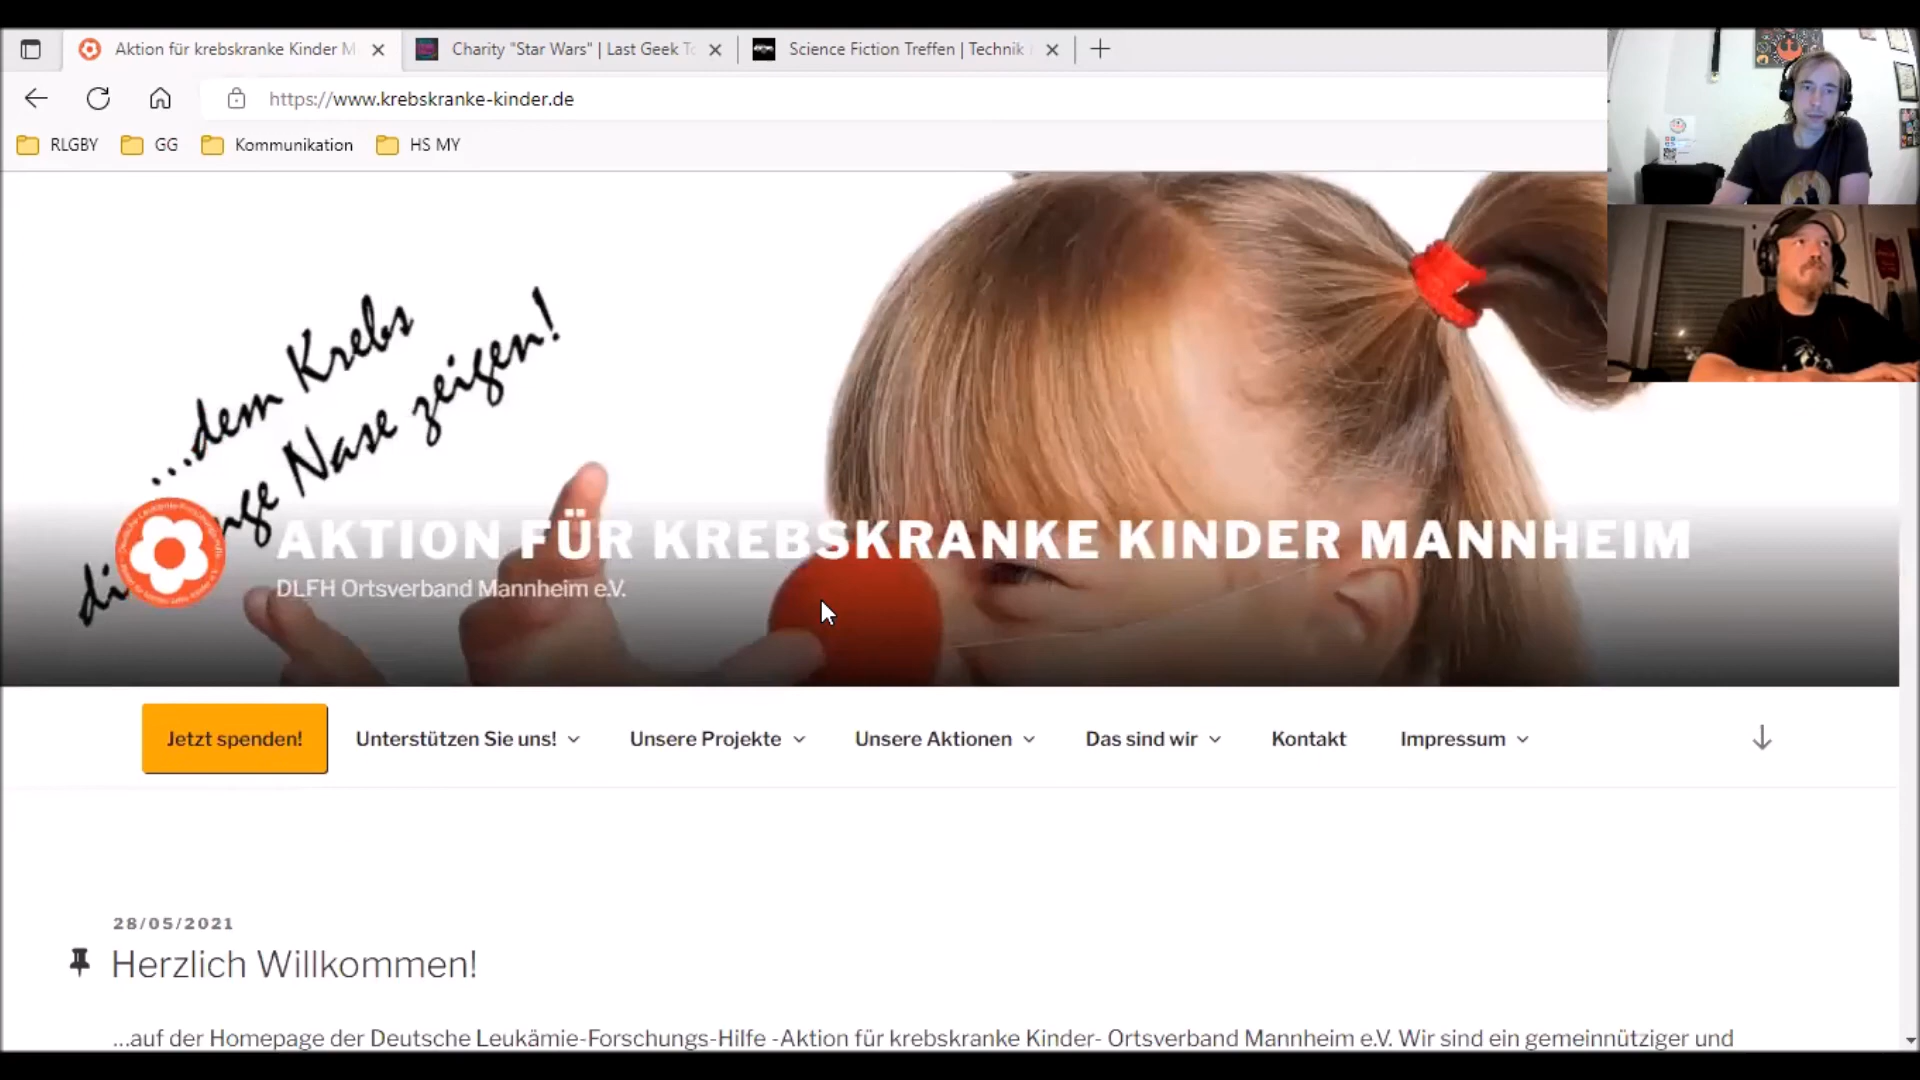 Aktion für krebskranke Kinder M
Charity "Star Wars" | Last Geek To
Science Fiction Treffen | Technik
https://www.krebskranke-kinder.de
RLGBY
GG
Kommunikation
HS MY
...dem Krebs
nge Nase zeigen!
AKTION FÜR KREBSKRANKE KINDER MANNHEIM
DLFH Ortsverband Mannheim e.V.
Jetzt spenden!
Unterstützen Sie uns!
Unsere Projekte
Unsere Aktionen
Das sind wir
Kontakt
Impressum
28/05/2021
Herzlich Willkommen!
...auf der Homepage der Deutsche Leukämie-Forschungs-Hilfe -Aktion für krebskranke Kinder- Ortsverband Mannheim e.V. Wir sind ein gemeinnütziger und